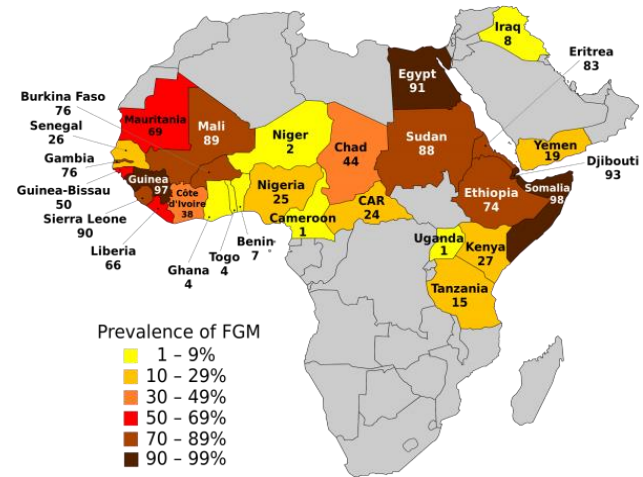 Iraq
8
Eritrea
83
Egypt
91
Burkina Faso
76
Mauritania
69
Mali
89
Niger
2
Chad
44
Sudan
88
Yemen
19
Djibouti
93
Senegal
26
Gambia
76
Guinea
97
Côte
d'Ivoire
38
Nigeria
25
CAR
24
Ethiopia
74
Somalia
98
Guinea-Bissau
50
Sierra Leone
90
Liberia
66
Ghana
4
Togo
4
Benin
7
Cameroon
1
Uganda
1
Kenya
27
Tanzania
15
Prevalence of FGM
1 – 9%
10 – 29%
30 – 49%
50 – 69%
70 – 89%
90 – 99%